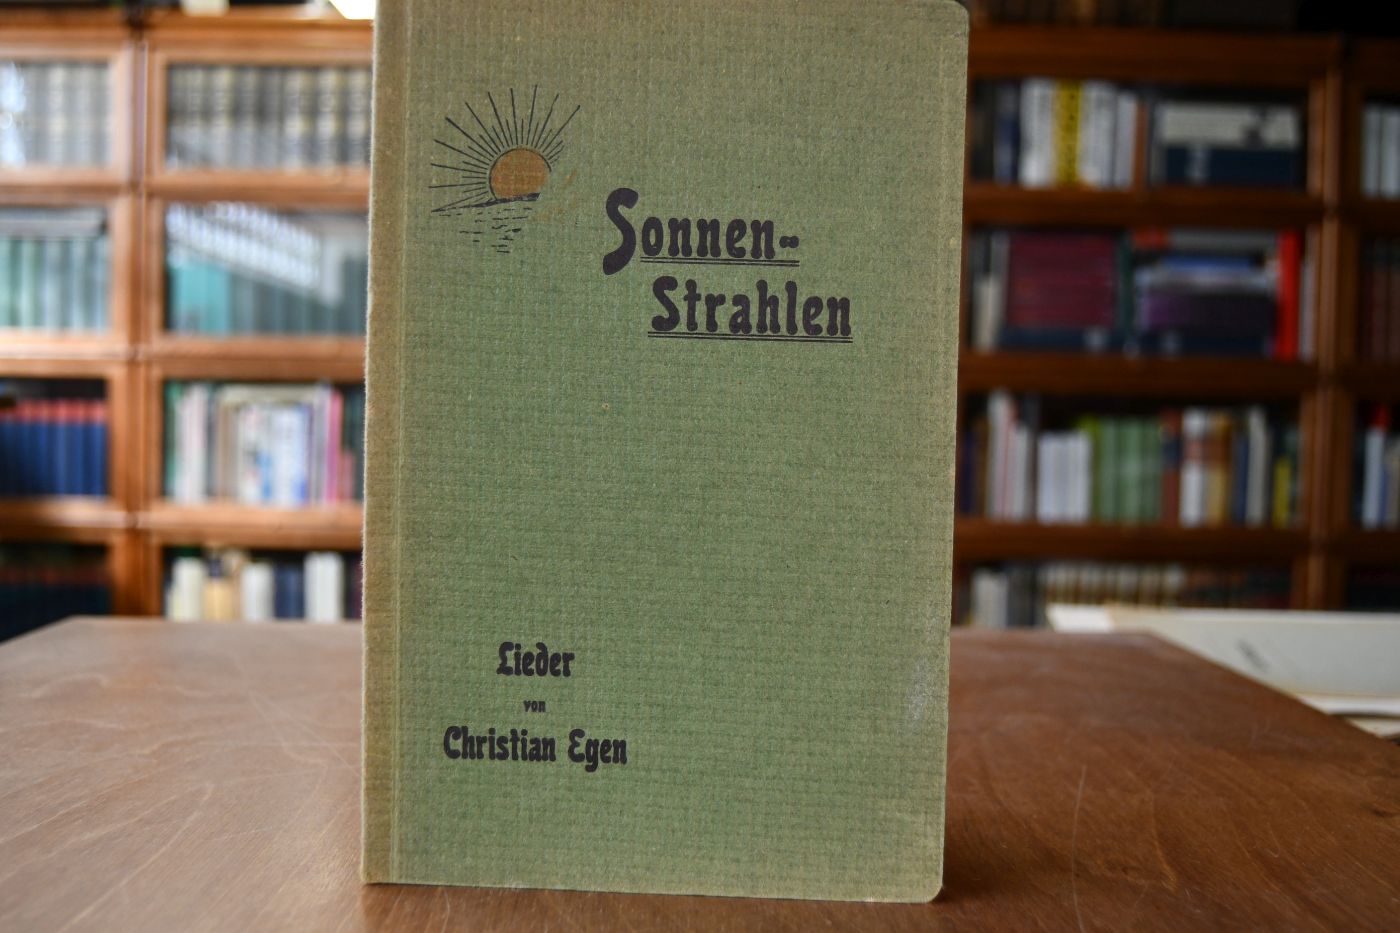 Sonnen-
Strahlen
Lieder
von
Christian Egen